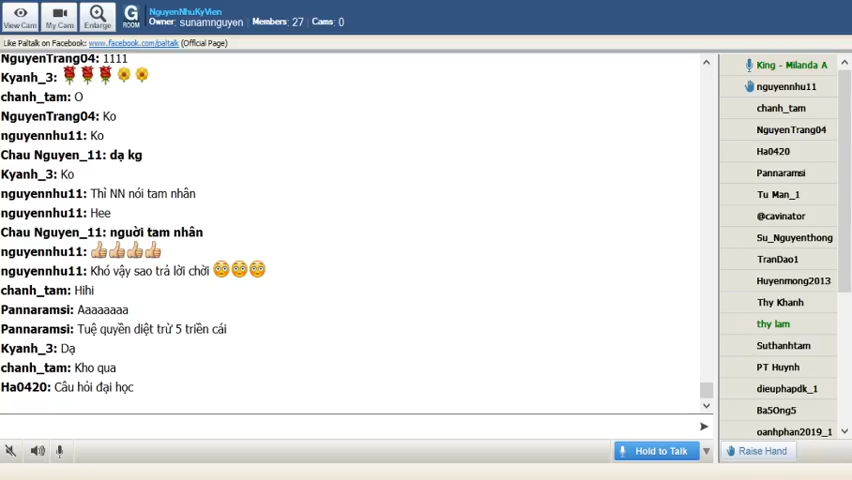 NguyenNhuKyVien
Owner: sunamnguyen Members: 27 Cams: 0
View Cam My Cam Enlarge G ROOM
Like Paltalk on Facebook: www.facebook.com/paltalk (Official Page)
NguyenTrang04: 1111
Kyanh_3:
chanh_tam: O
NguyenTrang04: Ko
nguyennhu11: Ko
Chau Nguyen_11: dạ kg
Kyanh_3: Ko
nguyennhu11: Thì NN nói tam nhân
nguyennhu11: Hee
Chau Nguyen_11: người tam nhân
nguyennhu11:
nguyennhu11: Khó vậy sao trả lời chời
chanh_tam: Hihi
Pannaramsi: Aaaaaaaa
Pannaramsi: Tuệ quyền diệt trừ 5 triền cái
Kyanh_3: Dạ
chanh_tam: Kho qua
Ha0420: Câu hỏi đại học
Hold to Talk
King - Milanda A
nguyennhu11
chanh_tam
NguyenTrang04
Ha0420
Pannaramsi
Tu Man_1
@cavinator
Su_Nguyenthong
TranDao1
Huyenmong2013
Thy Khanh
thy lam
Suthanhtam
PT Huynh
dieuphapdk_1
Ba5Ong5
oanhphan2019_1
Raise Hand